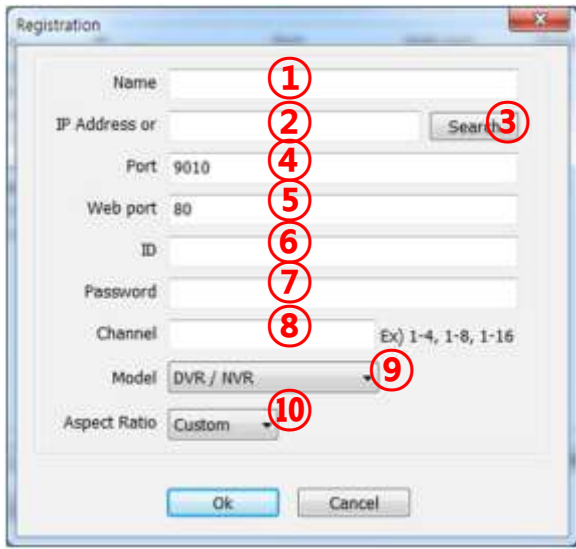 Registration
Name ①
IP Address or ② Search ③
Port 9010 ④
Web port 80 ⑤
ID ⑥
Password ⑦
Channel ⑧ Ex) 1-4, 1-8, 1-16
Model DVR / NVR ⑨
Aspect Ratio Custom ⑩
Ok Cancel